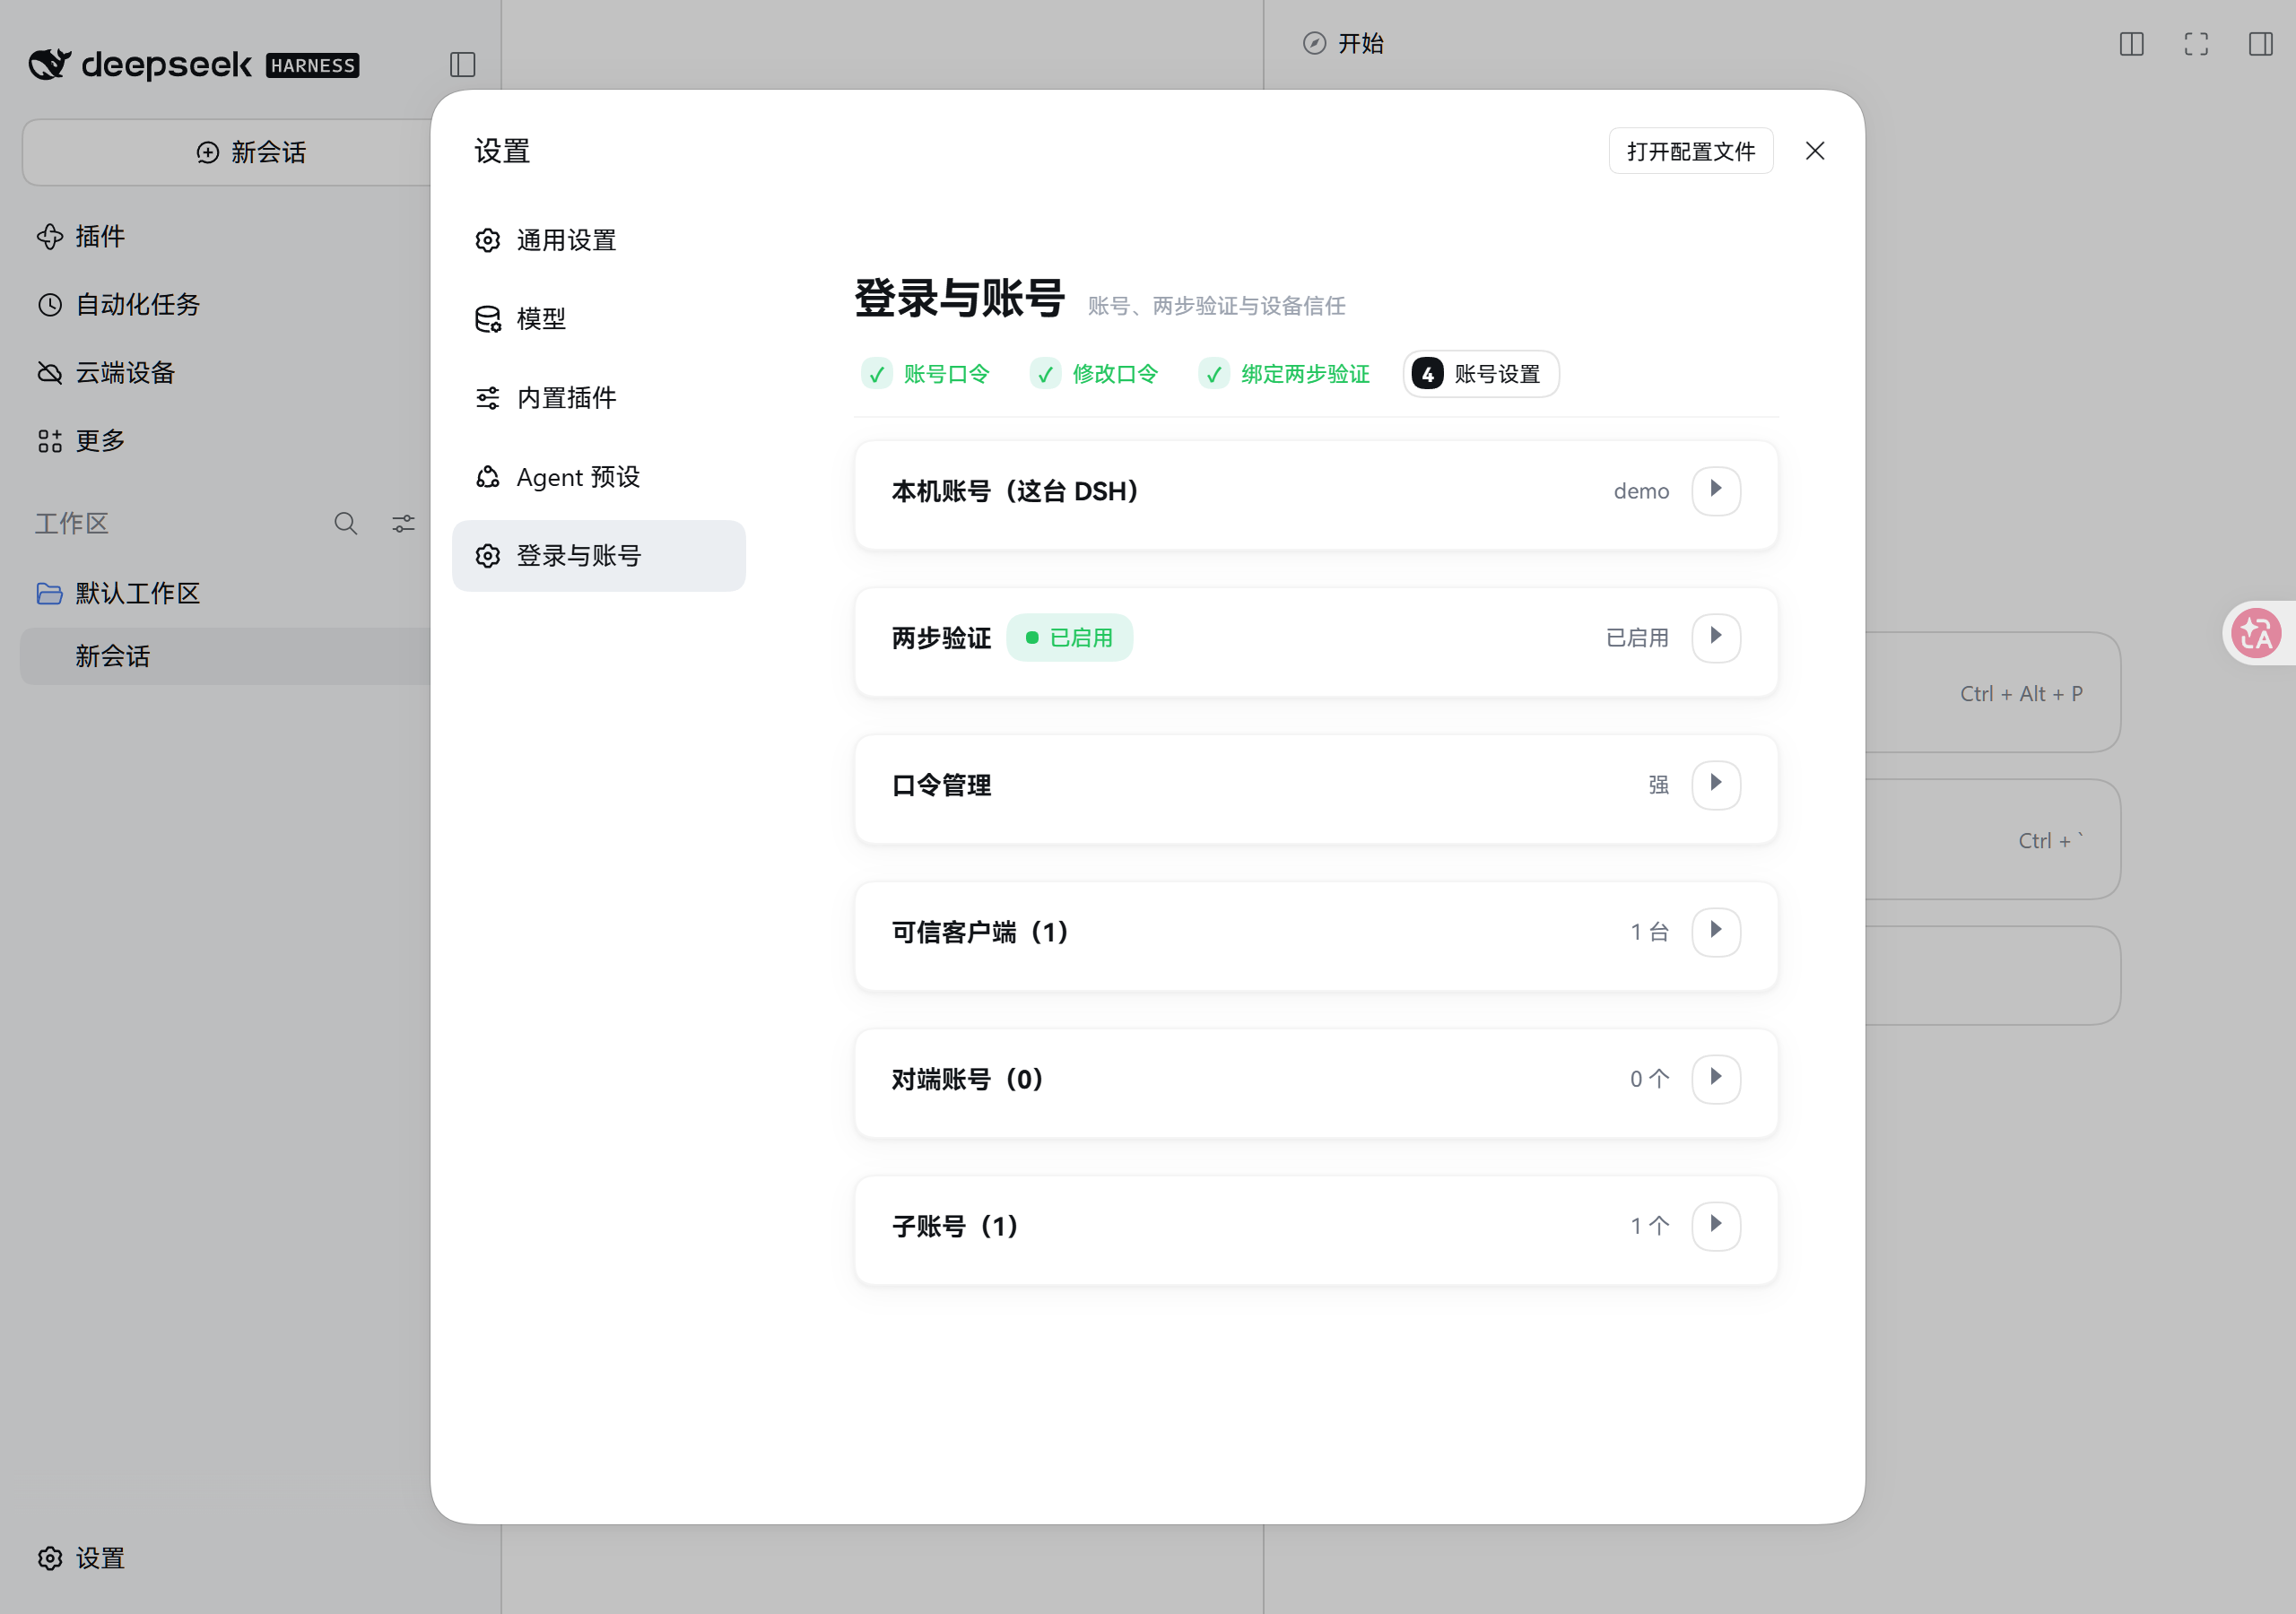 deepseek HARNESS
新会话
插件
自动化任务
云端设备
更多
工作区
默认工作区
新会话
设置
开始
Ctrl + Alt + P
Ctrl + `
设置
打开配置文件
通用设置
模型
内置插件
Agent 预设
登录与账号
登录与账号 账号、两步验证与设备信任
账号口令 修改口令 绑定两步验证 4 账号设置
本机账号（这台 DSH） demo
两步验证 已启用 已启用
口令管理 强
可信客户端（1） 1 台
对端账号（0） 0 个
子账号（1） 1 个